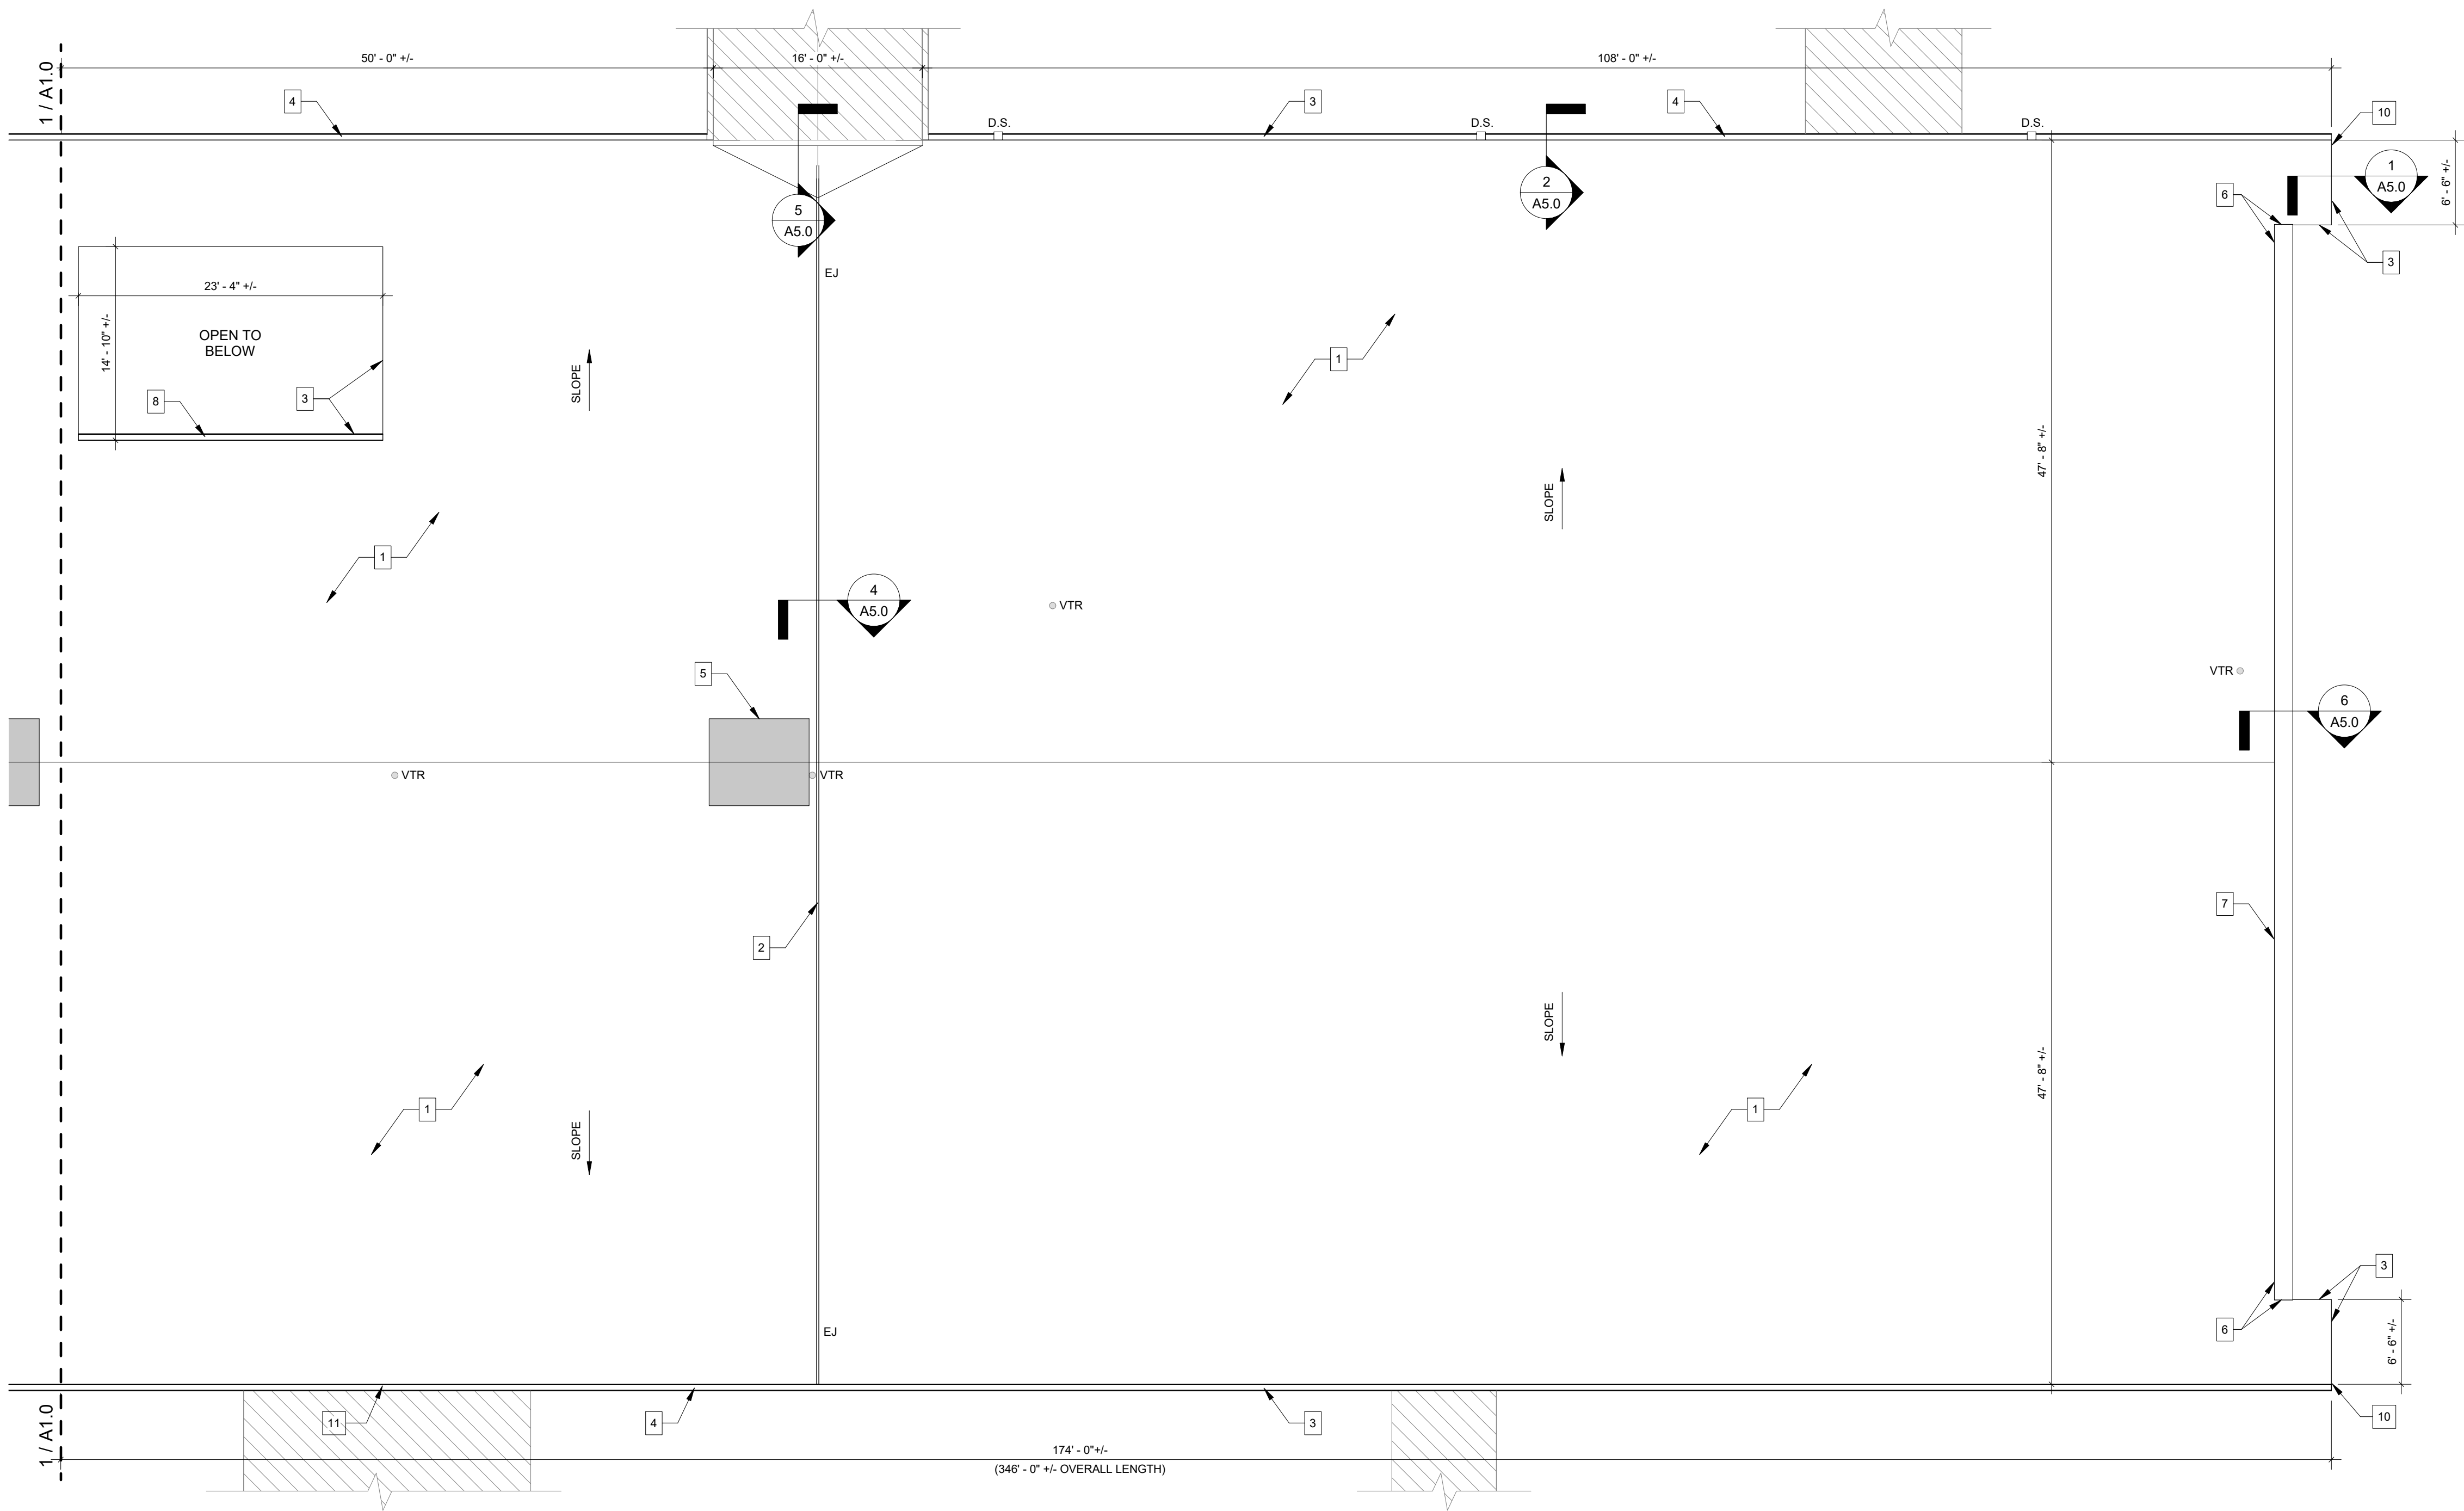 1 / A1.0
50' - 0" +/-
16' - 0" +/-
108' - 0" +/-
4
3
4
10
D.S.
D.S.
D.S.
1
A5.0
6' - 6" +/-
2
A5.0
6
5
A5.0
3
EJ
23' - 4" +/-
14' - 10" +/-
OPEN TO
BELOW
8
3
SLOPE
1
47' - 8" +/-
SLOPE
1
4
A5.0
VTR
5
VTR
6
A5.0
VTR
VTR
7
2
SLOPE
47' - 8" +/-
1
SLOPE
1
3
EJ
6
6' - 6" +/-
1 / A1.0
11
4
3
10
174' - 0"+/-
(346' - 0" +/- OVERALL LENGTH)